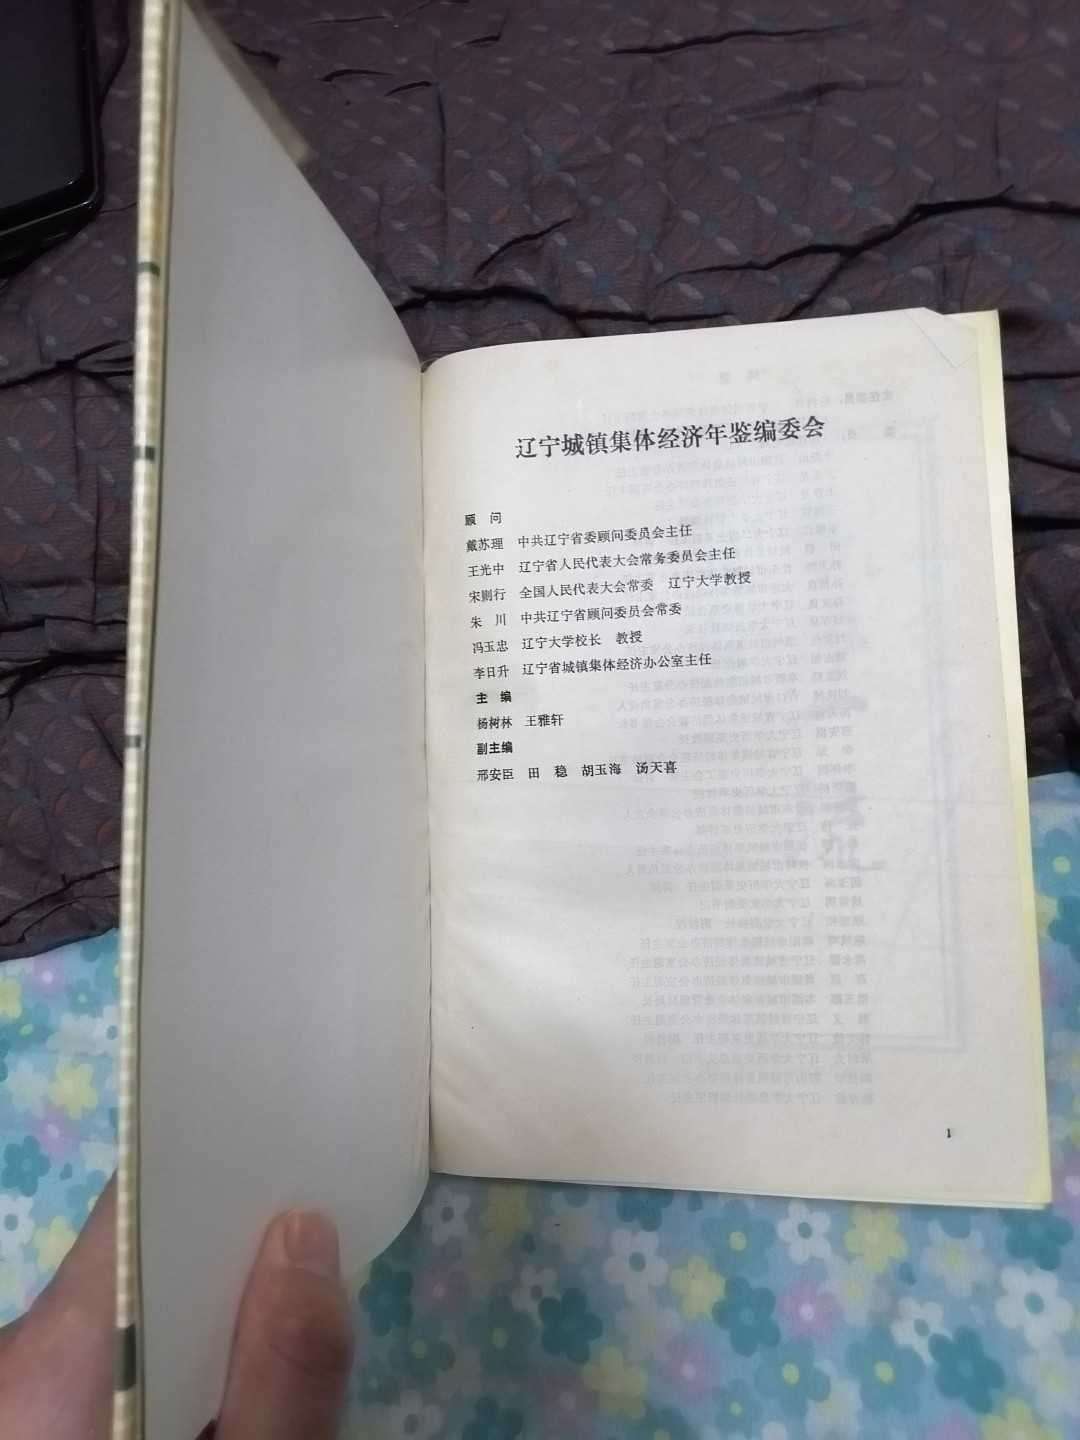 辽宁城镇集体经济年鉴编委会
顾 问
戴苏理 中共辽宁省委顾问委员会主任
王光中 辽宁省人民代表大会常务委员会主任
宋则行 全国人民代表大会常委 辽宁大学教授
朱 川 中共辽宁省顾问委员会常委
冯玉忠 辽宁大学校长 教授
李日升 辽宁省城镇集体经济办公室主任
主 编
杨树林 王雅轩
副主编
邢安臣 田 稳 胡玉海 汤天喜
1